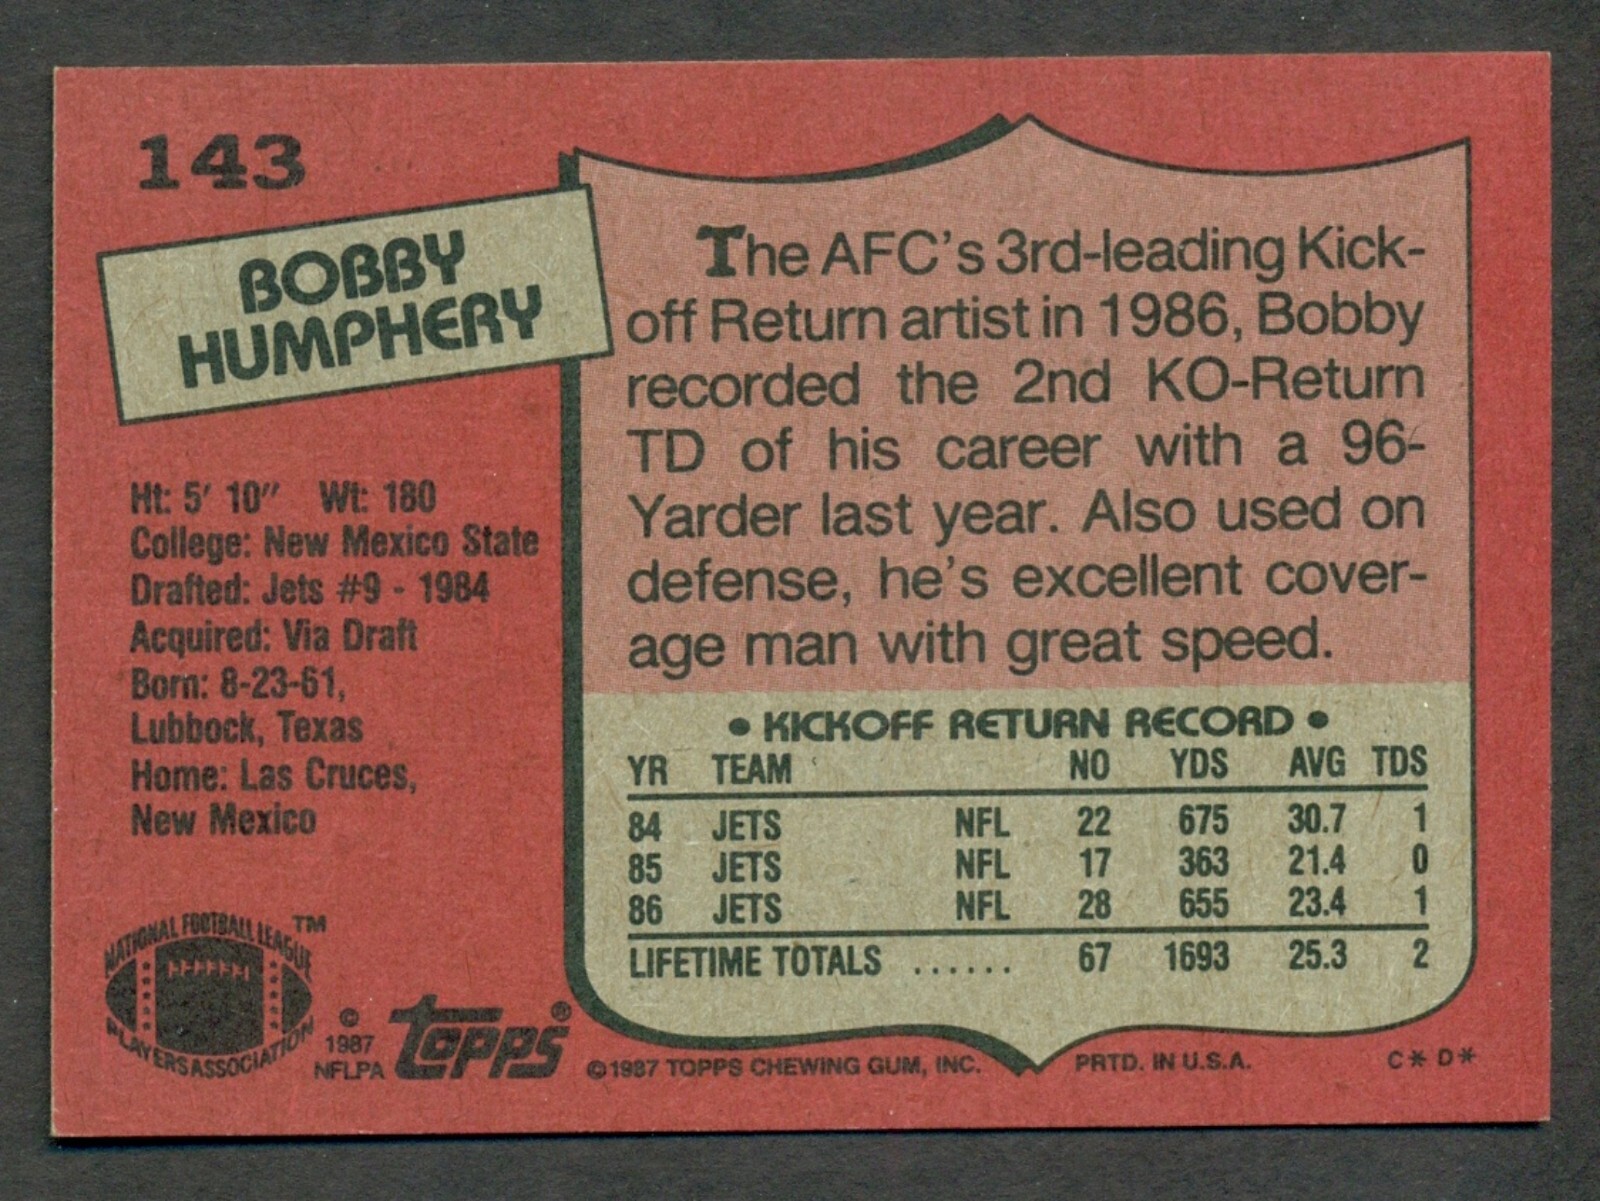 143
BOBBY
HUMPHERY
Ht: 5' 10" Wt: 180
College: New Mexico State
Drafted: Jets #9 - 1984
Acquired: Via Draft
Born: 8-23-61,
Lubbock, Texas
Home: Las Cruces,
New Mexico
The AFC's 3rd-leading Kick-
off Return artist in 1986, Bobby
recorded the 2nd KO-Return
TD of his career with a 96-
Yarder last year. Also used on
defense, he's excellent cover-
age man with great speed.
• KICKOFF RETURN RECORD •
YR TEAM NO YDS AVG TDS
84 JETS NFL 22 675 30.7 1
85 JETS NFL 17 363 21.4 0
86 JETS NFL 28 655 23.4 1
LIFETIME TOTALS ...... 67 1693 25.3 2
NATIONAL FOOTBALL LEAGUE ™
PLAYERS ASSOCIATION
©
1987
NFLPA
TOPPS®
©1987 TOPPS CHEWING GUM, INC. PRTD. IN U.S.A. C* D*